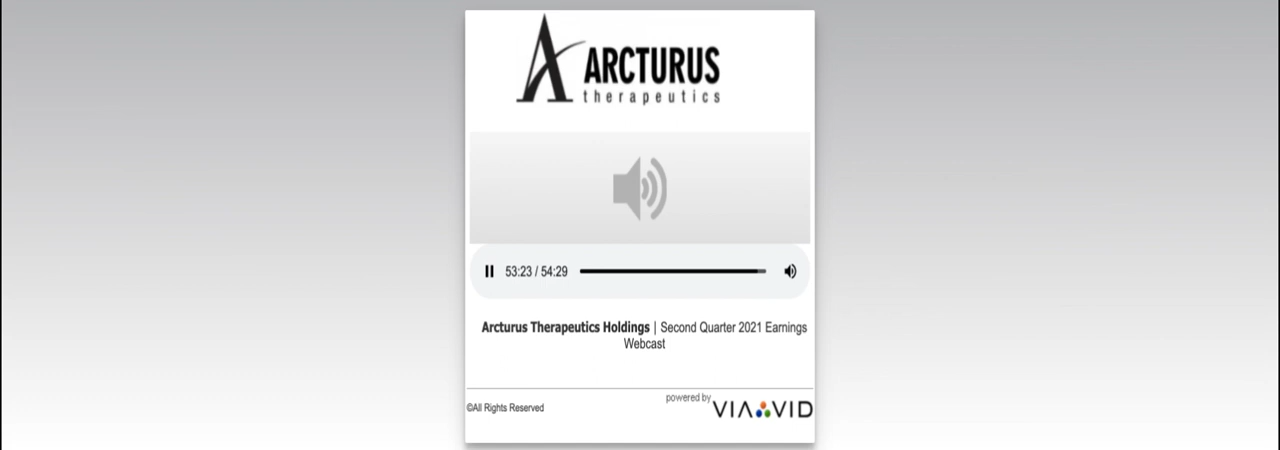 ARCTURUS
therapeutics
53:23 / 54:29
Arcturus Therapeutics Holdings | Second Quarter 2021 Earnings
Webcast
©All Rights Reserved
powered by VIAVID